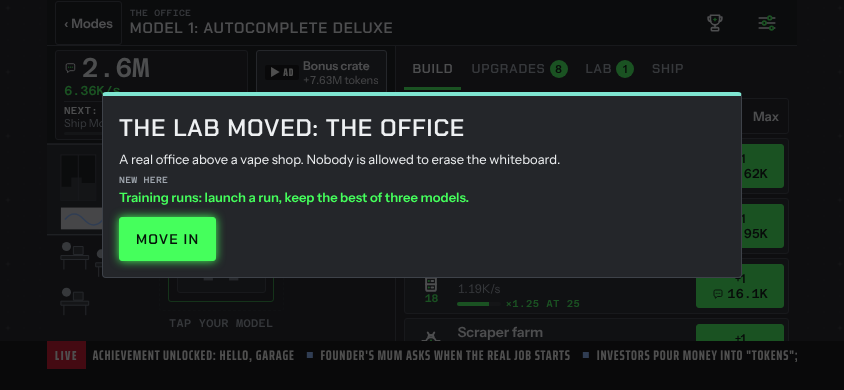 ‹ Modes
THE OFFICE
MODEL 1: AUTOCOMPLETE DELUXE
2.6M
6.36K/s
NEXT:
Ship Mo
AD
Bonus crate
+7.63M tokens
BUILD
UPGRADES 8
LAB 1
SHIP
Max
THE LAB MOVED: THE OFFICE
A real office above a vape shop. Nobody is allowed to erase the whiteboard.
NEW HERE
Training runs: launch a run, keep the best of three models.
MOVE IN
62K
95K
1.19K/s
18
×1.25 AT 25
+1
16.1K
Scraper farm
+1
TAP YOUR MODEL
LIVE
ACHIEVEMENT UNLOCKED: HELLO, GARAGE ■ FOUNDER'S MUM ASKS WHEN THE REAL JOB STARTS ■ INVESTORS POUR MONEY INTO "TOKENS";